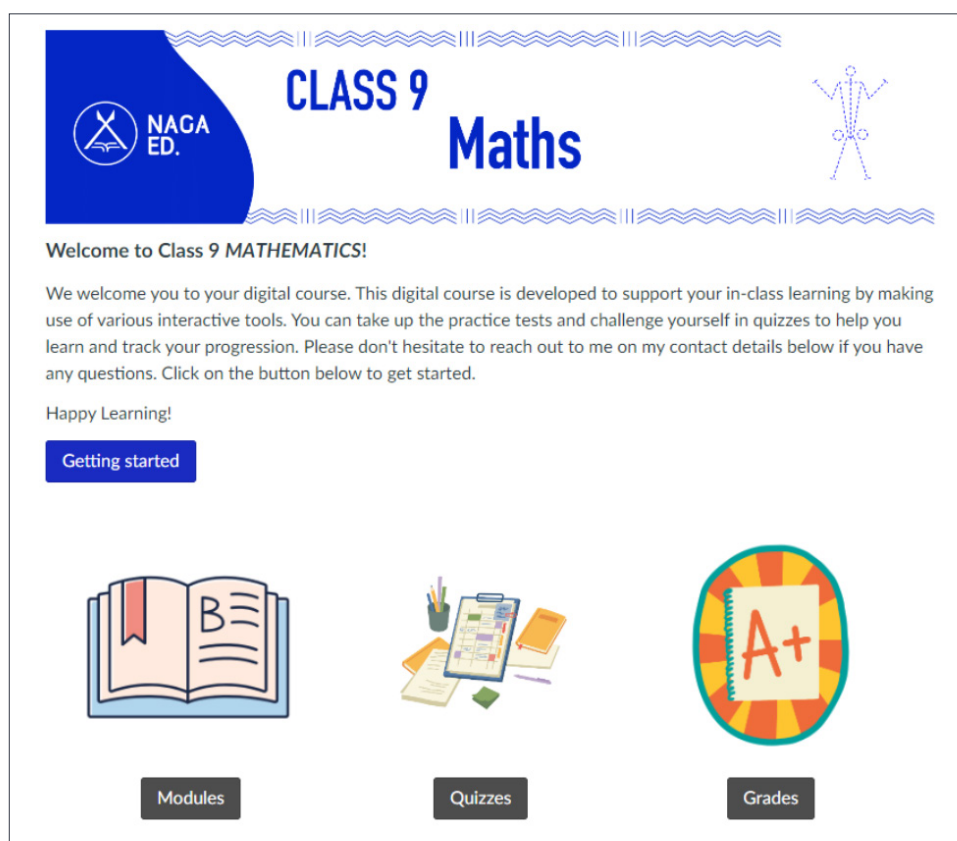 CLASS 9
Maths
NAGA
ED.
Welcome to Class 9 MATHEMATICS!
We welcome you to your digital course. This digital course is developed to support your in-class learning by making
use of various interactive tools. You can take up the practice tests and challenge yourself in quizzes to help you
learn and track your progression. Please don't hesitate to reach out to me on my contact details below if you have
any questions. Click on the button below to get started.
Happy Learning!
Getting started
B
A+
Modules
Quizzes
Grades